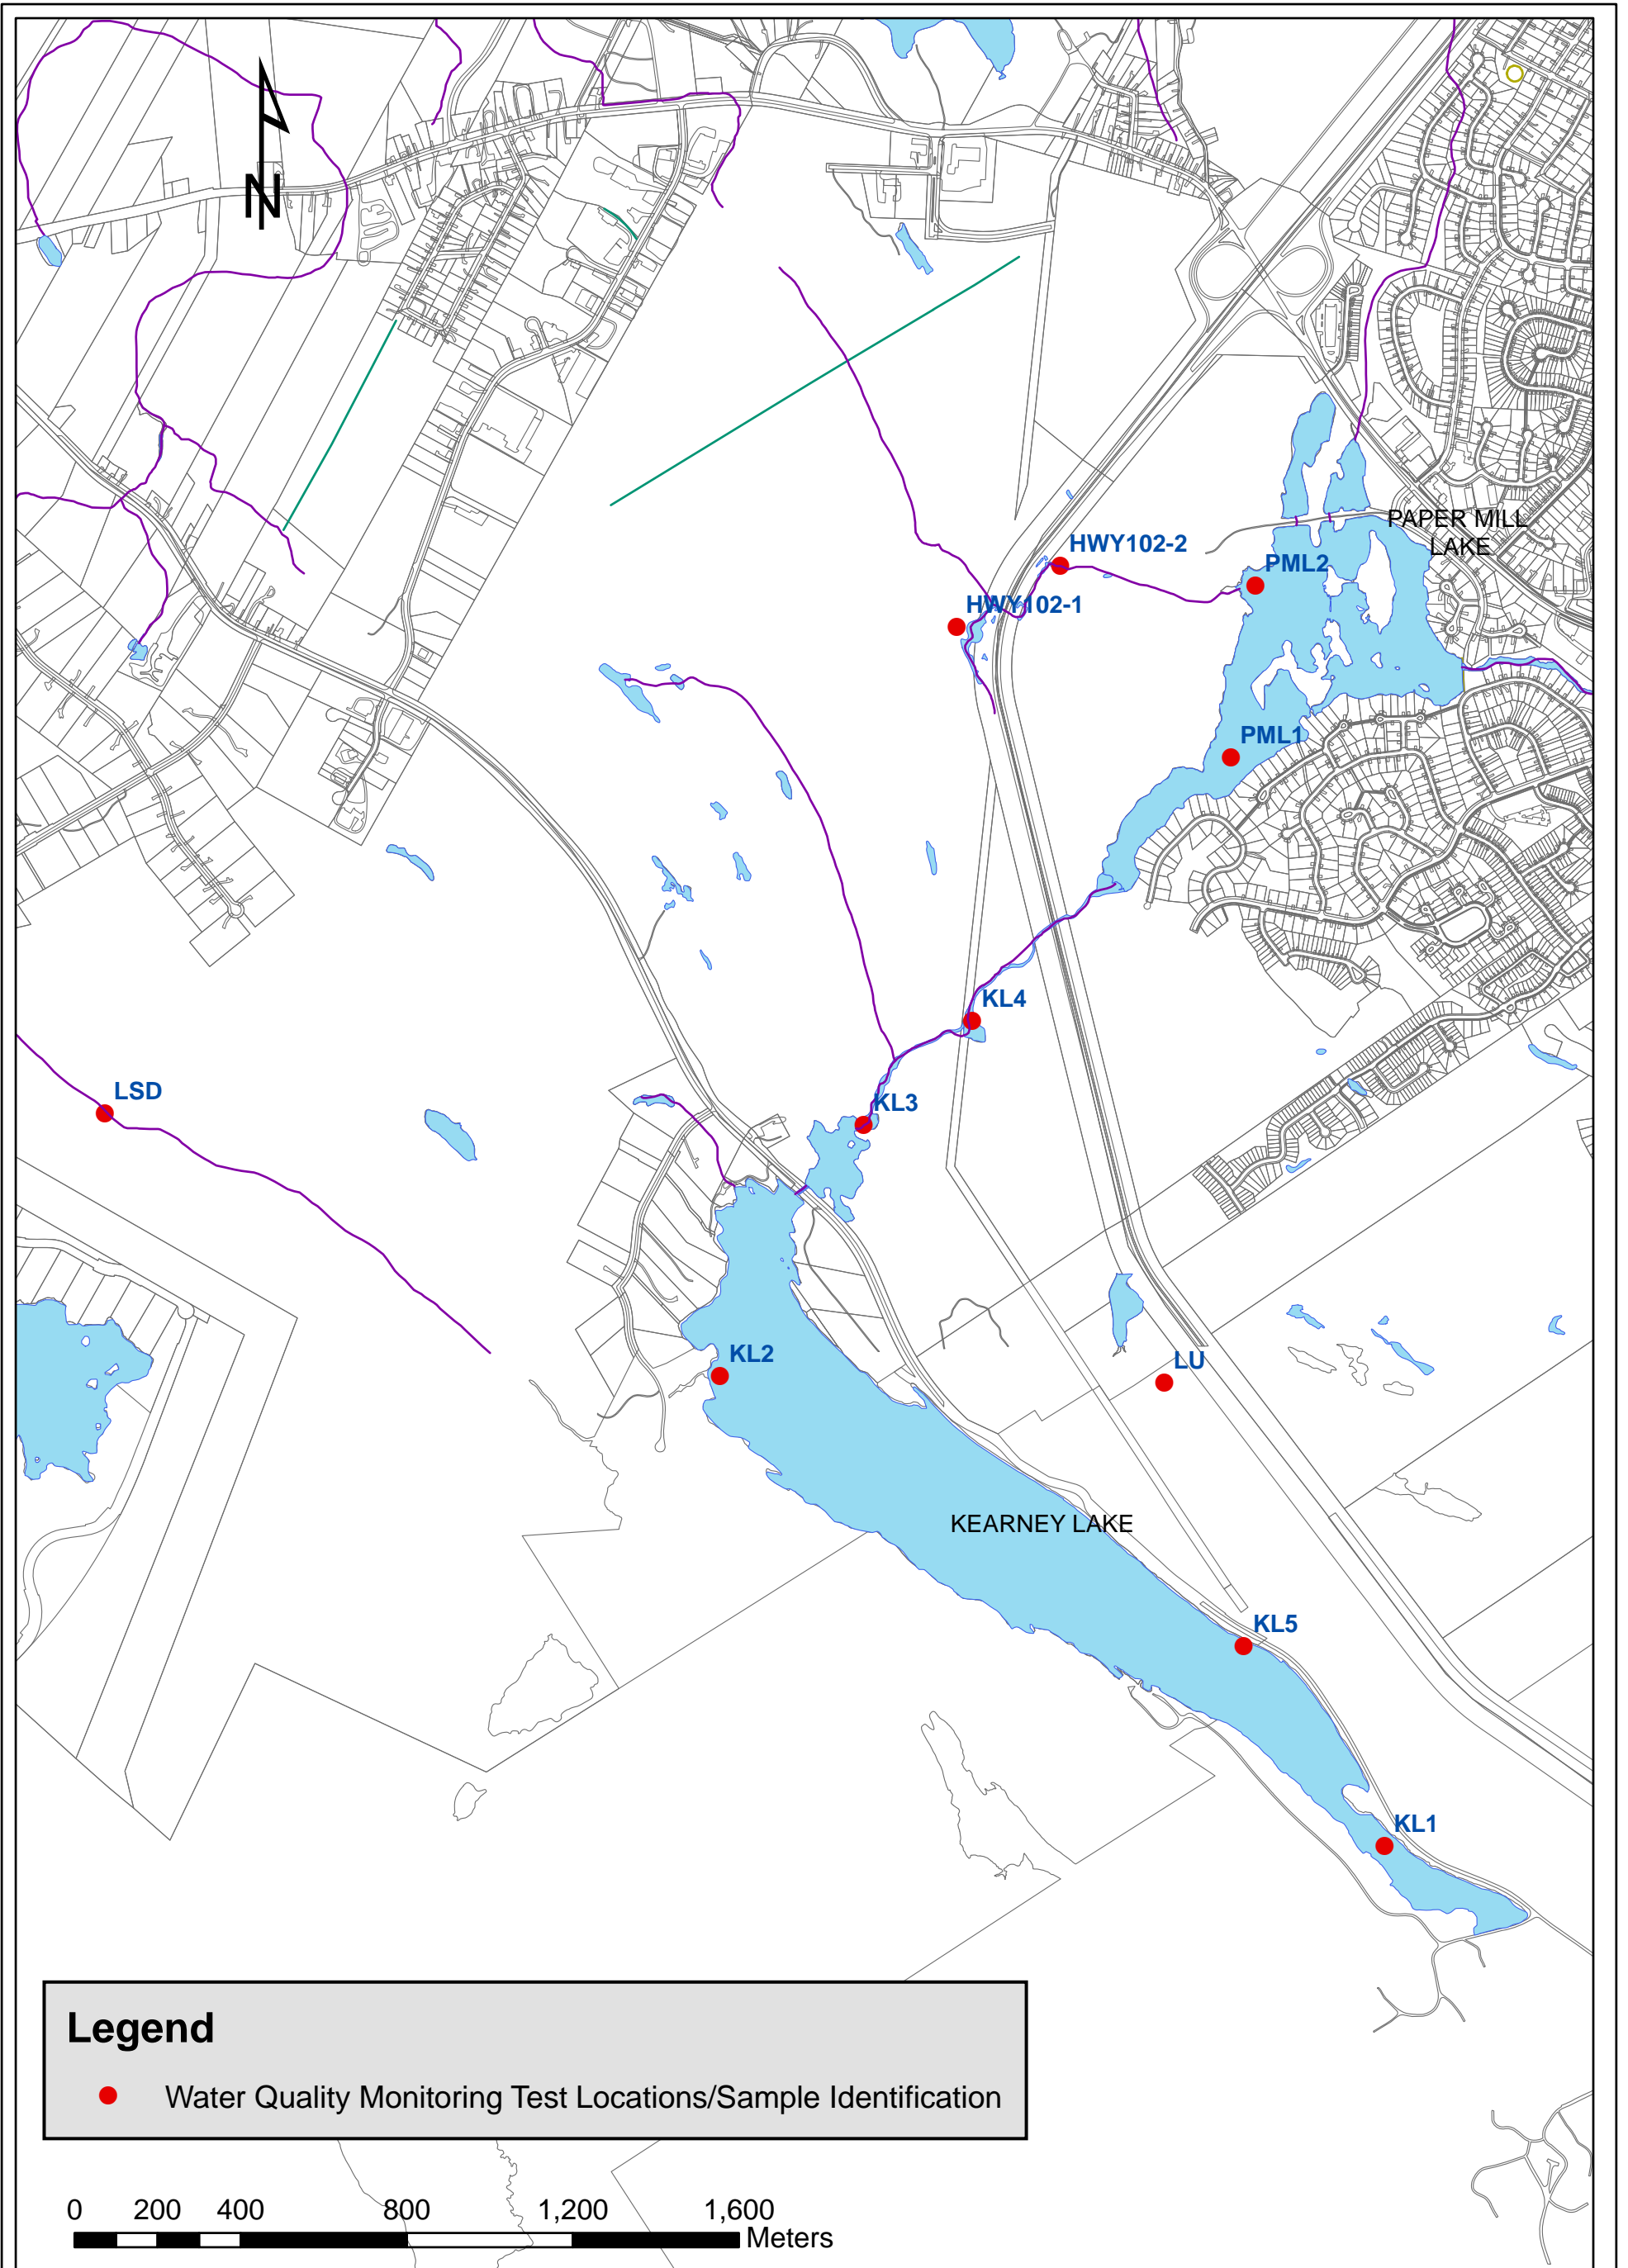 N
PAPER MILL
LAKE
HWY102-2
PML2
HWY102-1
PML1
KL4
LSD
KL3
KL2
LU
KEARNEY LAKE
KL5
KL1
Legend
Water Quality Monitoring Test Locations/Sample Identification
0 200 400 800 1,200 1,600
Meters